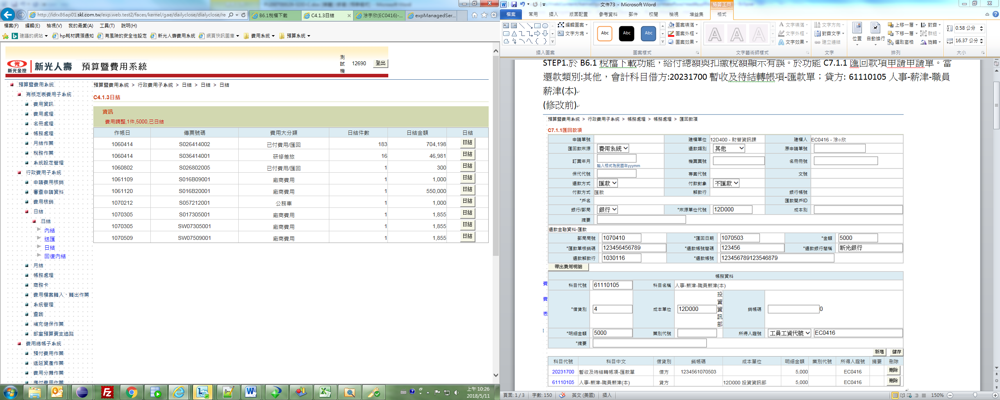 http://idrx86ap01.skl.com.tw/exp.web.test2/faces/kernel/gae/dailyclose/dialyclose/re
B6.1稅檔下載
C4.1.3日結
涂宇欣(EC0416)-...
expManagedSer...
檔案(F) 編輯(E) 檢視(V) 我的最愛(A) 工具(T) 說明(H)
建議的網站 hp耗材調漲通知 有風險的安全性設定 新光人壽費用系統 網頁快訊圖庫 費用系統 預算系統
新光金控 新光人壽 預算暨費用系統 測試機 12690 登出
預算暨費用系統
有核定表費用子系統
費用資訊
費用處理
名冊處理
帳務處理
月結作業
稅務作業
系統設定管理
行政費用子系統
申請費用核銷
審查申請資料
費用核銷
日結
日結
內結
送匯
日結
回復內結
月結
帳務處理
商務卡
費用檔案轉入、轉出作業
系統管理
查詢
補充健保作業
部室預算實支追蹤
費用總帳子系統
預付費用作業
遞延資產作業
費用分攤作業
應付費用作業
預算暨費用系統 > 行政費用子系統 > 日結 > 日結 > 日結
C4.1.3日結
資訊
費用調整,1件,5000,已日結
作帳日 傳票號碼 費用大分類 日結件數 日結金額 日結
1060414 S026414002 已付費用/匯回 183 704,198 日結
1060414 S036414001 研修差旅 16 46,981 日結
1060802 S026802005 已付費用/匯回 1 300 日結
1061109 S016B09001 廠商費用 1 1,000 日結
1061120 S016B20001 廠商費用 1 550,000 日結
1070212 S057212001 公務車 1 1,000 日結
1070305 S017305001 廠商費用 1 1,855 日結
1070305 SW07305001 廠商費用 1 1,855 日結
1070509 SW07509001 廠商費用 1 1,855 日結
上午 10:26
2018/5/11
文件73 - Microsoft Word
繪圖工具
檔案 常用 插入 版面配置 參考資料 郵件 校閱 檢視 增益集 格式
編輯圖案
文字方塊
插入圖案
Abc Abc Abc
圖案填滿
圖案外框
圖案效果
圖案樣式
文字填滿
文字外框
文字效果
文字藝術師樣式
文字方向
對齊文字
建立連結
文字
位置 自動換行
上移一層 對齊
下移一層 群組
選取窗格 旋轉
排列
0.58 公分
16.37 公分
大小
STEP1.於 B6.1 稅檔下載功能，給付總額與扣繳稅額顯示有誤。於功能 C7.1.1 匯回款項申請申請單。當
還款類別:其他，會計科目借方:20231700 暫收及待結轉帳項-匯款單；貸方: 61110105 人事-薪津-職員
薪津(本)
(修改前)
預算暨費用系統 > 行政費用子系統 > 帳務處理 > 帳務處理 > 匯回款項
C7.1.1匯回款項
申請單號 建檔單位 12D400 - 財管資訊課 建檔人 EC0416 - 涂○欣
匯回款來源 費用系統 還款類別 其他 原申請單號
訂票年月 輸入格式為民國年yyymm 機票票號 名冊冊號
保代代號 專案代號 文號
還款方式 匯款 付款對象 不匯款
付款方式 匯款 解款行 銀行帳號
*戶名 匯款開戶ID
銀行/郵局 銀行 *來源單位代號 12D000 成本別
摘要
還款金融資料-匯款
郵局局號 1070410 *匯回日期 1070503 *金額 5000
*匯款單核銷碼 123456456789 *還款帳號簡碼 123456 *還款銀行簡稱 新光銀行
還款解款行 1030116 *還款帳號 123456789123546879
帶出費用明細
帳務資料
費
費
表
科目代號 61110105 科目名稱 人事-薪津-職員薪津(本)
*借貸別 4 成本單位 12D000 投資資訊部 銷帳碼 0
*明細金額 5000 業別代號 所得人證號 工員工資代號 EC0416
*摘要
新增 儲存
科目代號 科目中文 借貸別 銷帳碼 成本單位 明細金額 業別代號 所得人證號 摘要 刪除
20231700 暫收及待結轉帳項-匯款單 借方 1234561070503 5,000 EC0416 刪除
61110105 人事-薪津-職員薪津(本) 貸方 12D000 投資資訊部 5,000 EC0416 刪除
頁面: 1 / 3 字數: 150 英文 (美國) 插入 150%